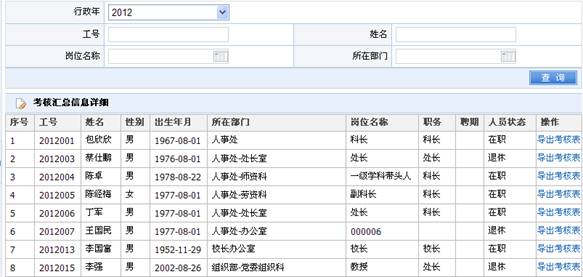 行政年 2012
工号 姓名
岗位名称 所在部门
查 询
考核汇总信息详细
序号 工号 姓名 性别 出生年月 所在部门 岗位名称 职务 聘期 人员状态 操作
1 2012001 包欣欣 男 1967-08-01 人事处 科长 科长 在职 导出考核表
2 2012003 蔡仕鹏 男 1976-08-01 人事处-处长室 处长 处长 退休 导出考核表
3 2012004 陈卓 男 1978-08-22 人事处-师资科 一级学科带头人 科长 在职 导出考核表
4 2012005 陈经梅 女 1977-08-01 人事处-劳资科 副科长 科长 在职 导出考核表
5 2012006 丁军 男 1977-08-01 人事处-处长室 处长 科长 在职 导出考核表
6 2012007 王国民 男 1977-08-01 人事处-办公室 000006 退休 导出考核表
7 2012013 李国富 男 1952-11-29 校长办公室 校长 校长 在职 导出考核表
8 2012015 李强 男 2002-08-26 组织部-党委组织科 教授 处长 退休 导出考核表